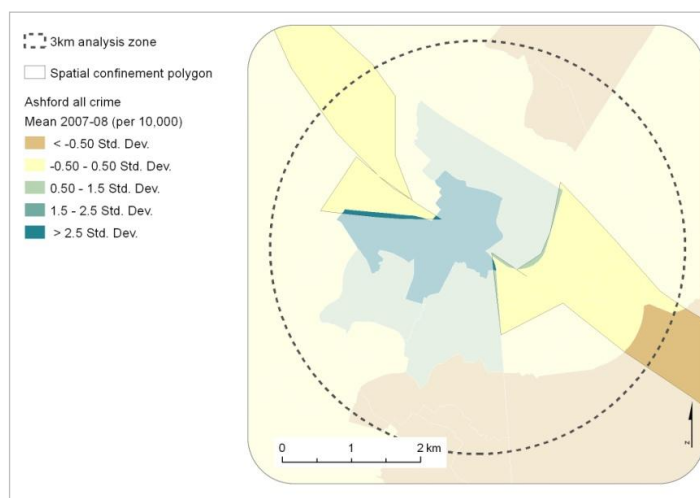 3km analysis zone
Spatial confinement polygon
Ashford all crime
Mean 2007-08 (per 10,000)
< -0.50 Std. Dev.
-0.50 - 0.50 Std. Dev.
0.50 - 1.5 Std. Dev.
1.5 - 2.5 Std. Dev.
> 2.5 Std. Dev.
0 1 2 km
N